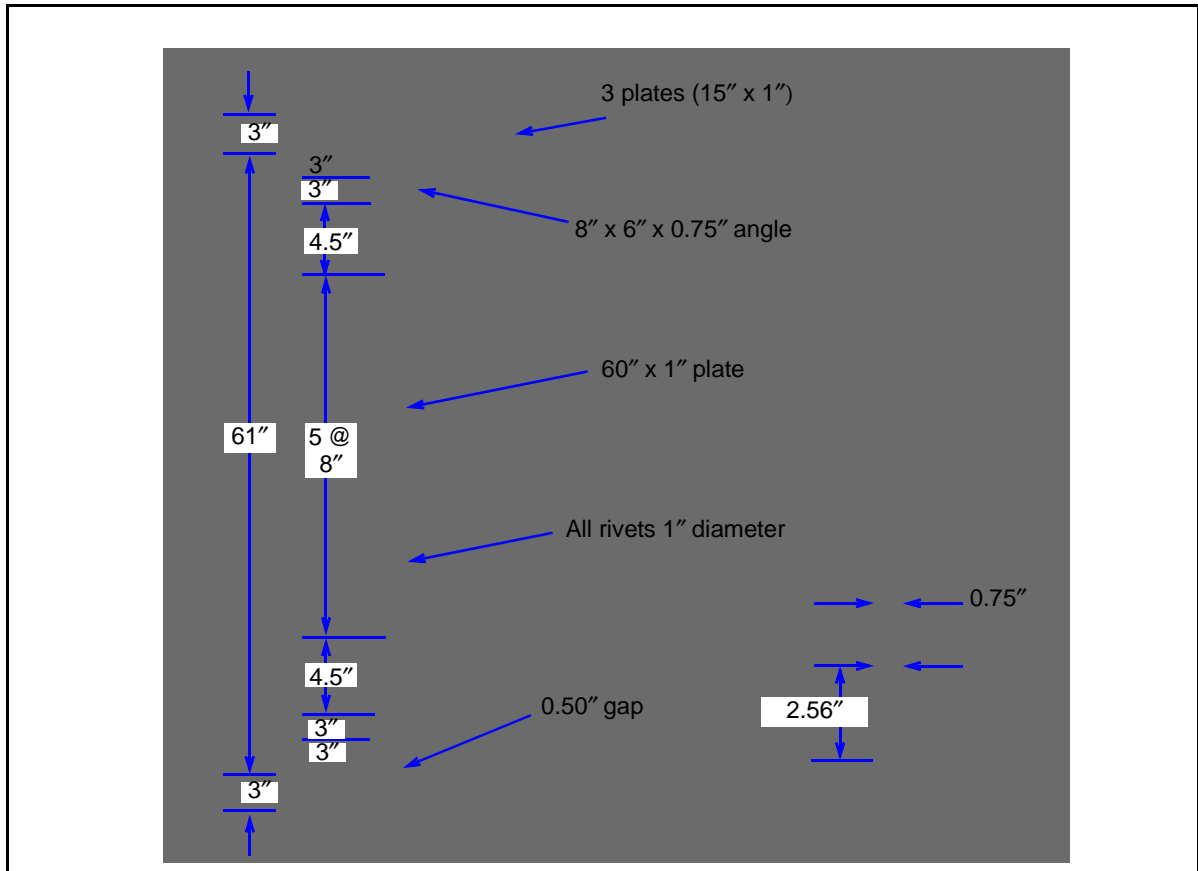 3 plates (15″ x 1″)
3″
3″
3″
8″ x 6″ x 0.75″ angle
4.5″
60″ x 1″ plate
61″
5 @
8″
All rivets 1″ diameter
0.75″
4.5″
0.50″ gap
2.56″
3″
3″
3″